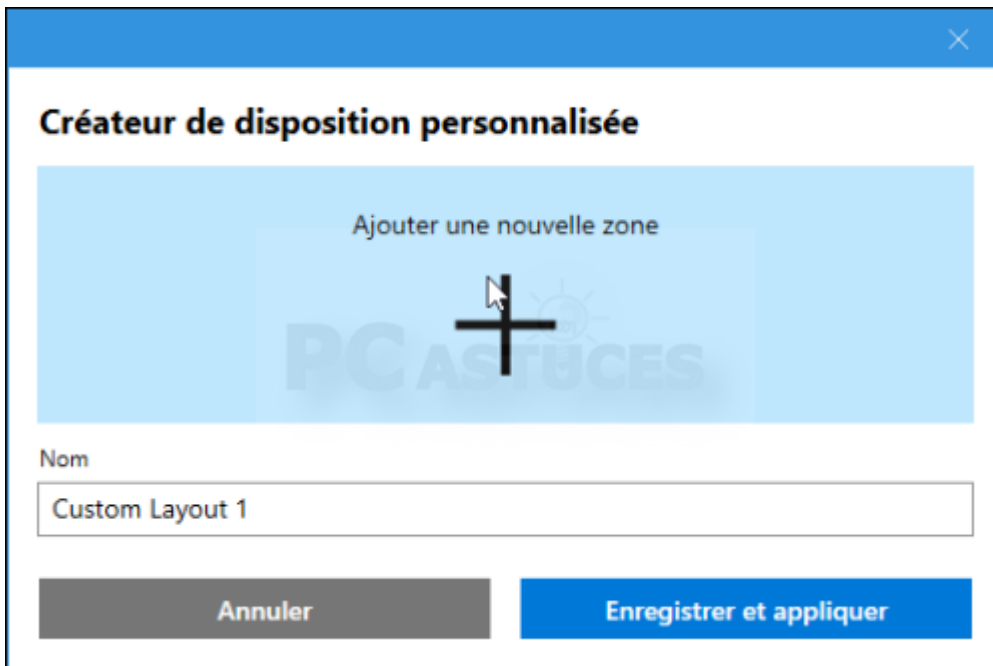 Créateur de disposition personnalisée
Ajouter une nouvelle zone
PC ASTUCES
Nom
Custom Layout 1
Annuler
Enregistrer et appliquer